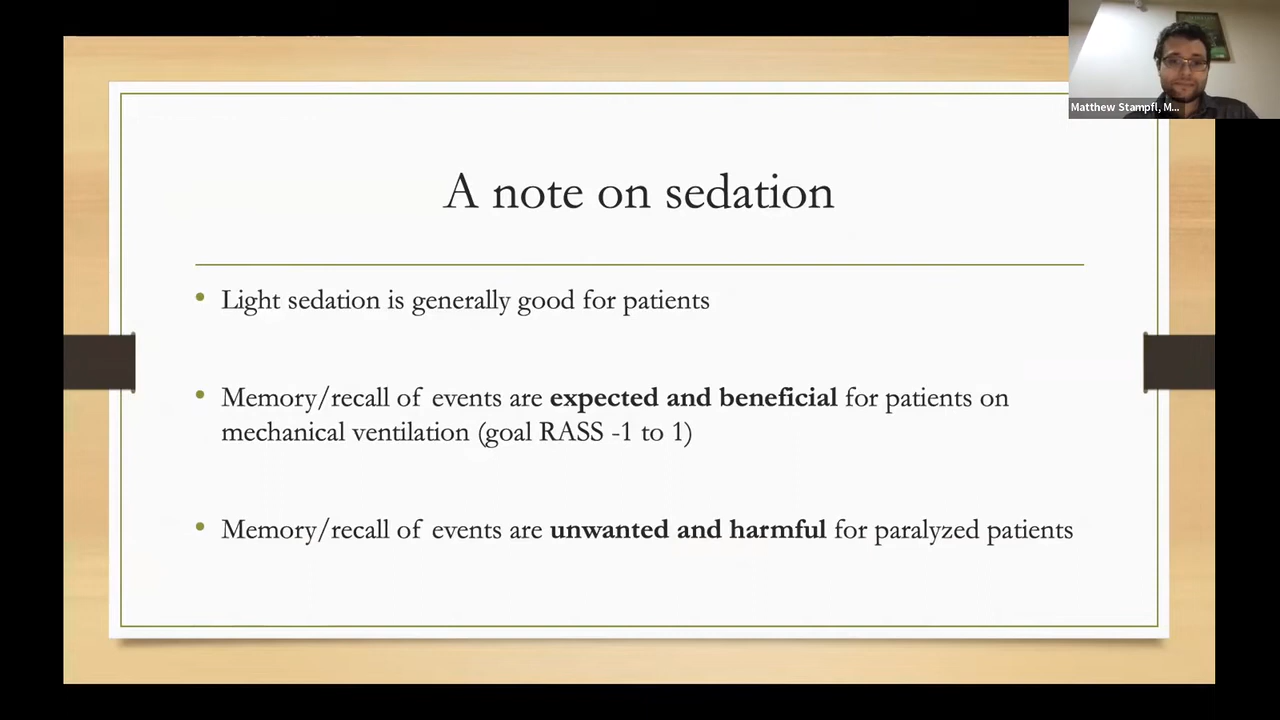 Matthew Stampfl, M...
A note on sedation
• Light sedation is generally good for patients
• Memory/recall of events are expected and beneficial for patients on
mechanical ventilation (goal RASS -1 to 1)
• Memory/recall of events are unwanted and harmful for paralyzed patients